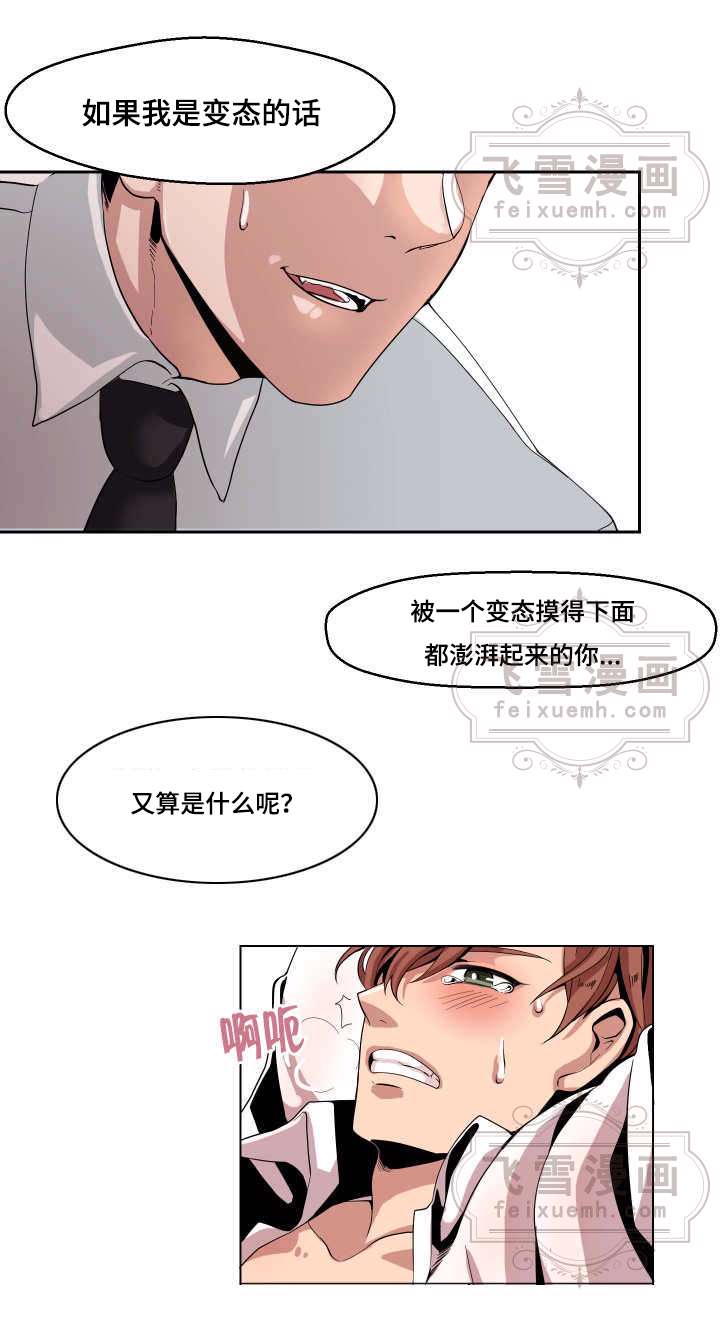 如果我是变态的话
飞雪漫画
feixuemh.com
被一个变态摸得下面
都澎湃起来的你...
飞雪漫画
feixuemh.com
又算是什么呢?
啊呃
飞雪漫画
feixuemh.com